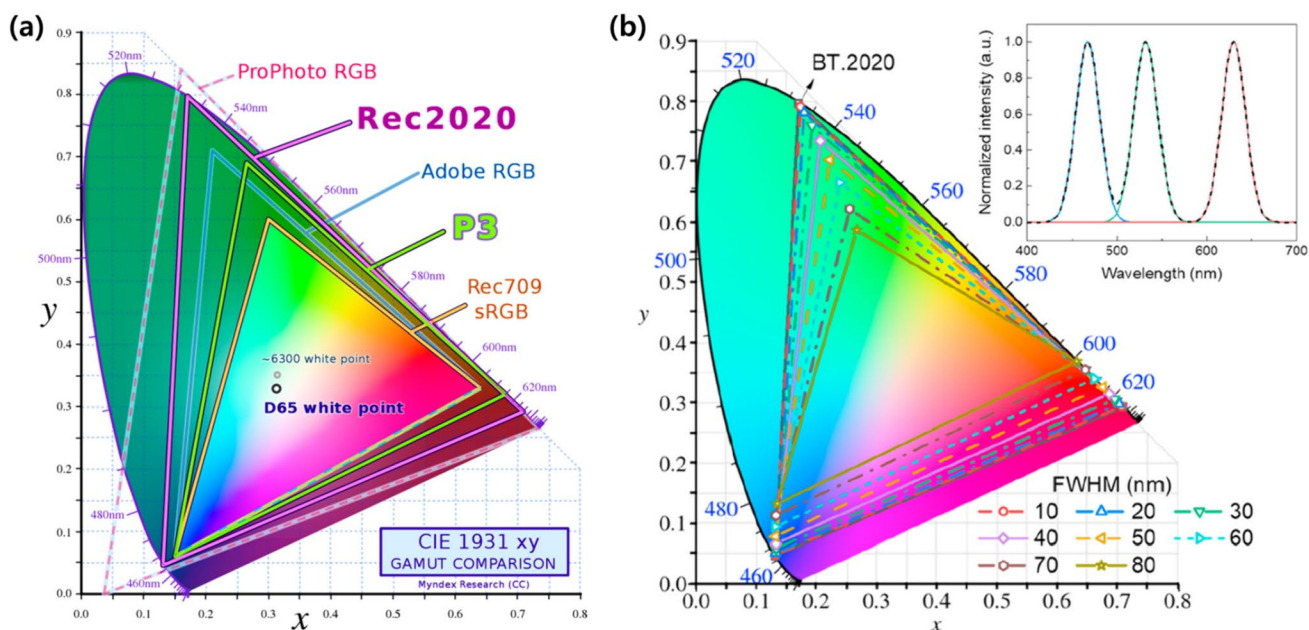 (a)
0.9
0.8
0.7
0.6
0.5
0.4
0.3
0.2
0.1
0.0
y
0.0
0.1
0.2
0.3
0.4
0.5
0.6
0.7
0.8
x
520nm
540nm
560nm
580nm
600nm
620nm
500nm
480nm
460nm
ProPhoto RGB
Rec2020
Adobe RGB
P3
Rec709
sRGB
~6300 white point
D65 white point
CIE 1931 xy
GAMUT COMPARISON
Myndex Research (CC)
(b)
0.9
0.8
0.7
0.6
0.5
0.4
0.3
0.2
0.1
0.0
y
0.0
0.1
0.2
0.3
0.4
0.5
0.6
0.7
0.8
x
520
540
560
580
600
620
500
480
460
BT.2020
Normalized intensity (a.u.)
1.0
0.8
0.6
0.4
0.2
0.0
400
500
600
700
Wavelength (nm)
FWHM (nm)
10
20
30
40
50
60
70
80